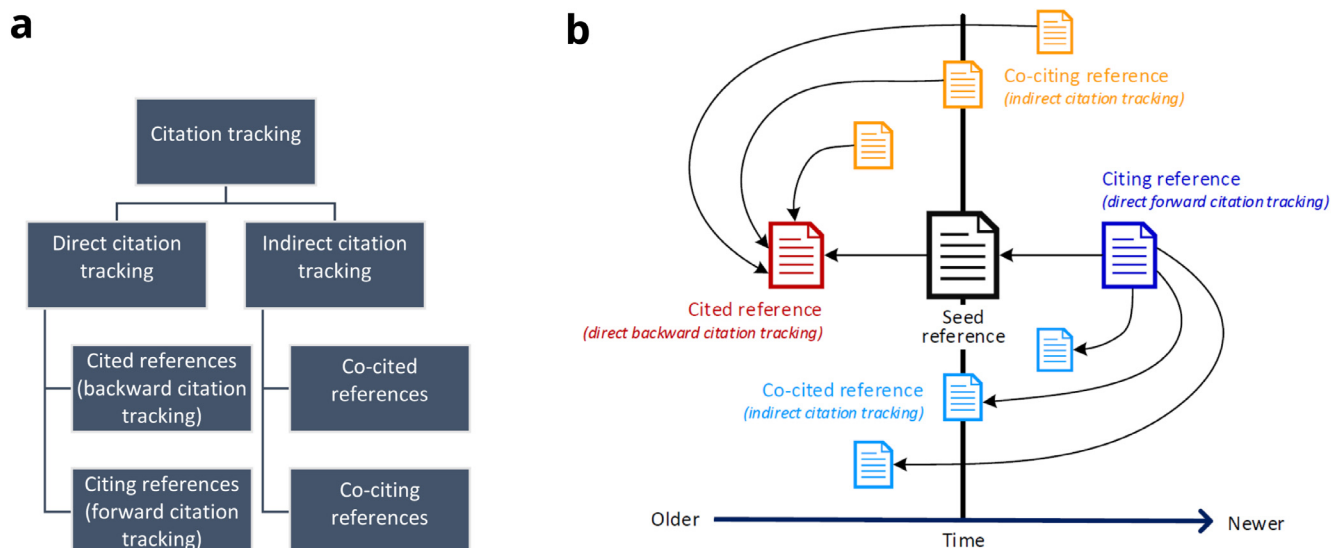 a
Citation tracking
Direct citation
tracking
Indirect citation
tracking
Cited references
(backward citation
tracking)
Co-cited
references
Citing references
(forward citation
tracking)
Co-citing
references
b
Co-citing reference
(indirect citation tracking)
Citing reference
(direct forward citation tracking)
Cited reference
(direct backward citation tracking)
Seed
reference
Co-cited reference
(indirect citation tracking)
Older
Time
Newer